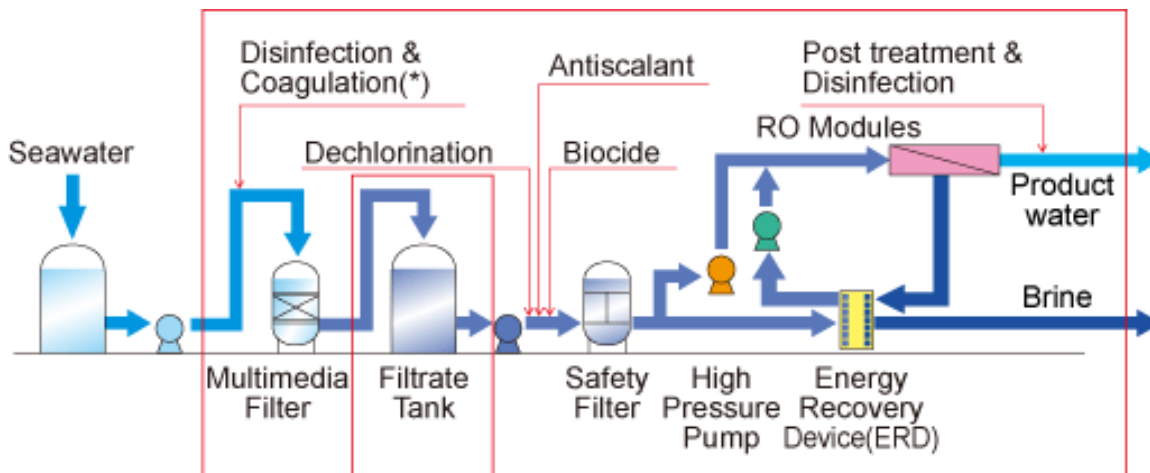 Disinfection &
Coagulation(*)
Antiscalant
Post treatment &
Disinfection
Seawater
Dechlorination
Biocide
RO Modules
Product
water
Brine
Multimedia
Filter
Filtrate
Tank
Safety
Filter
High
Pressure
Pump
Energy
Recovery
Device(ERD)